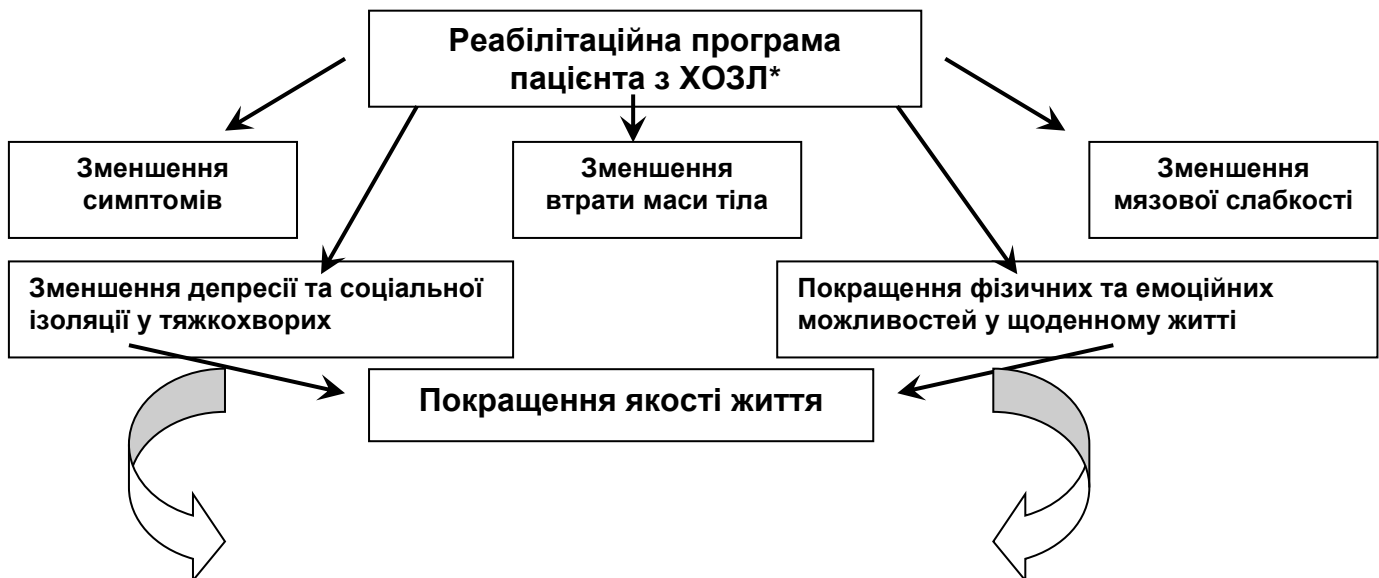 Реабілітаційна програма
пацієнта з ХОЗЛ*
Зменшення
симптомів
Зменшення
втрати маси тіла
Зменшення
мязової слабкості
Зменшення депресії та соціальної
ізоляції у тяжкохворих
Покращення фізичних та емоційних
можливостей у щоденному житті
Покращення якості життя